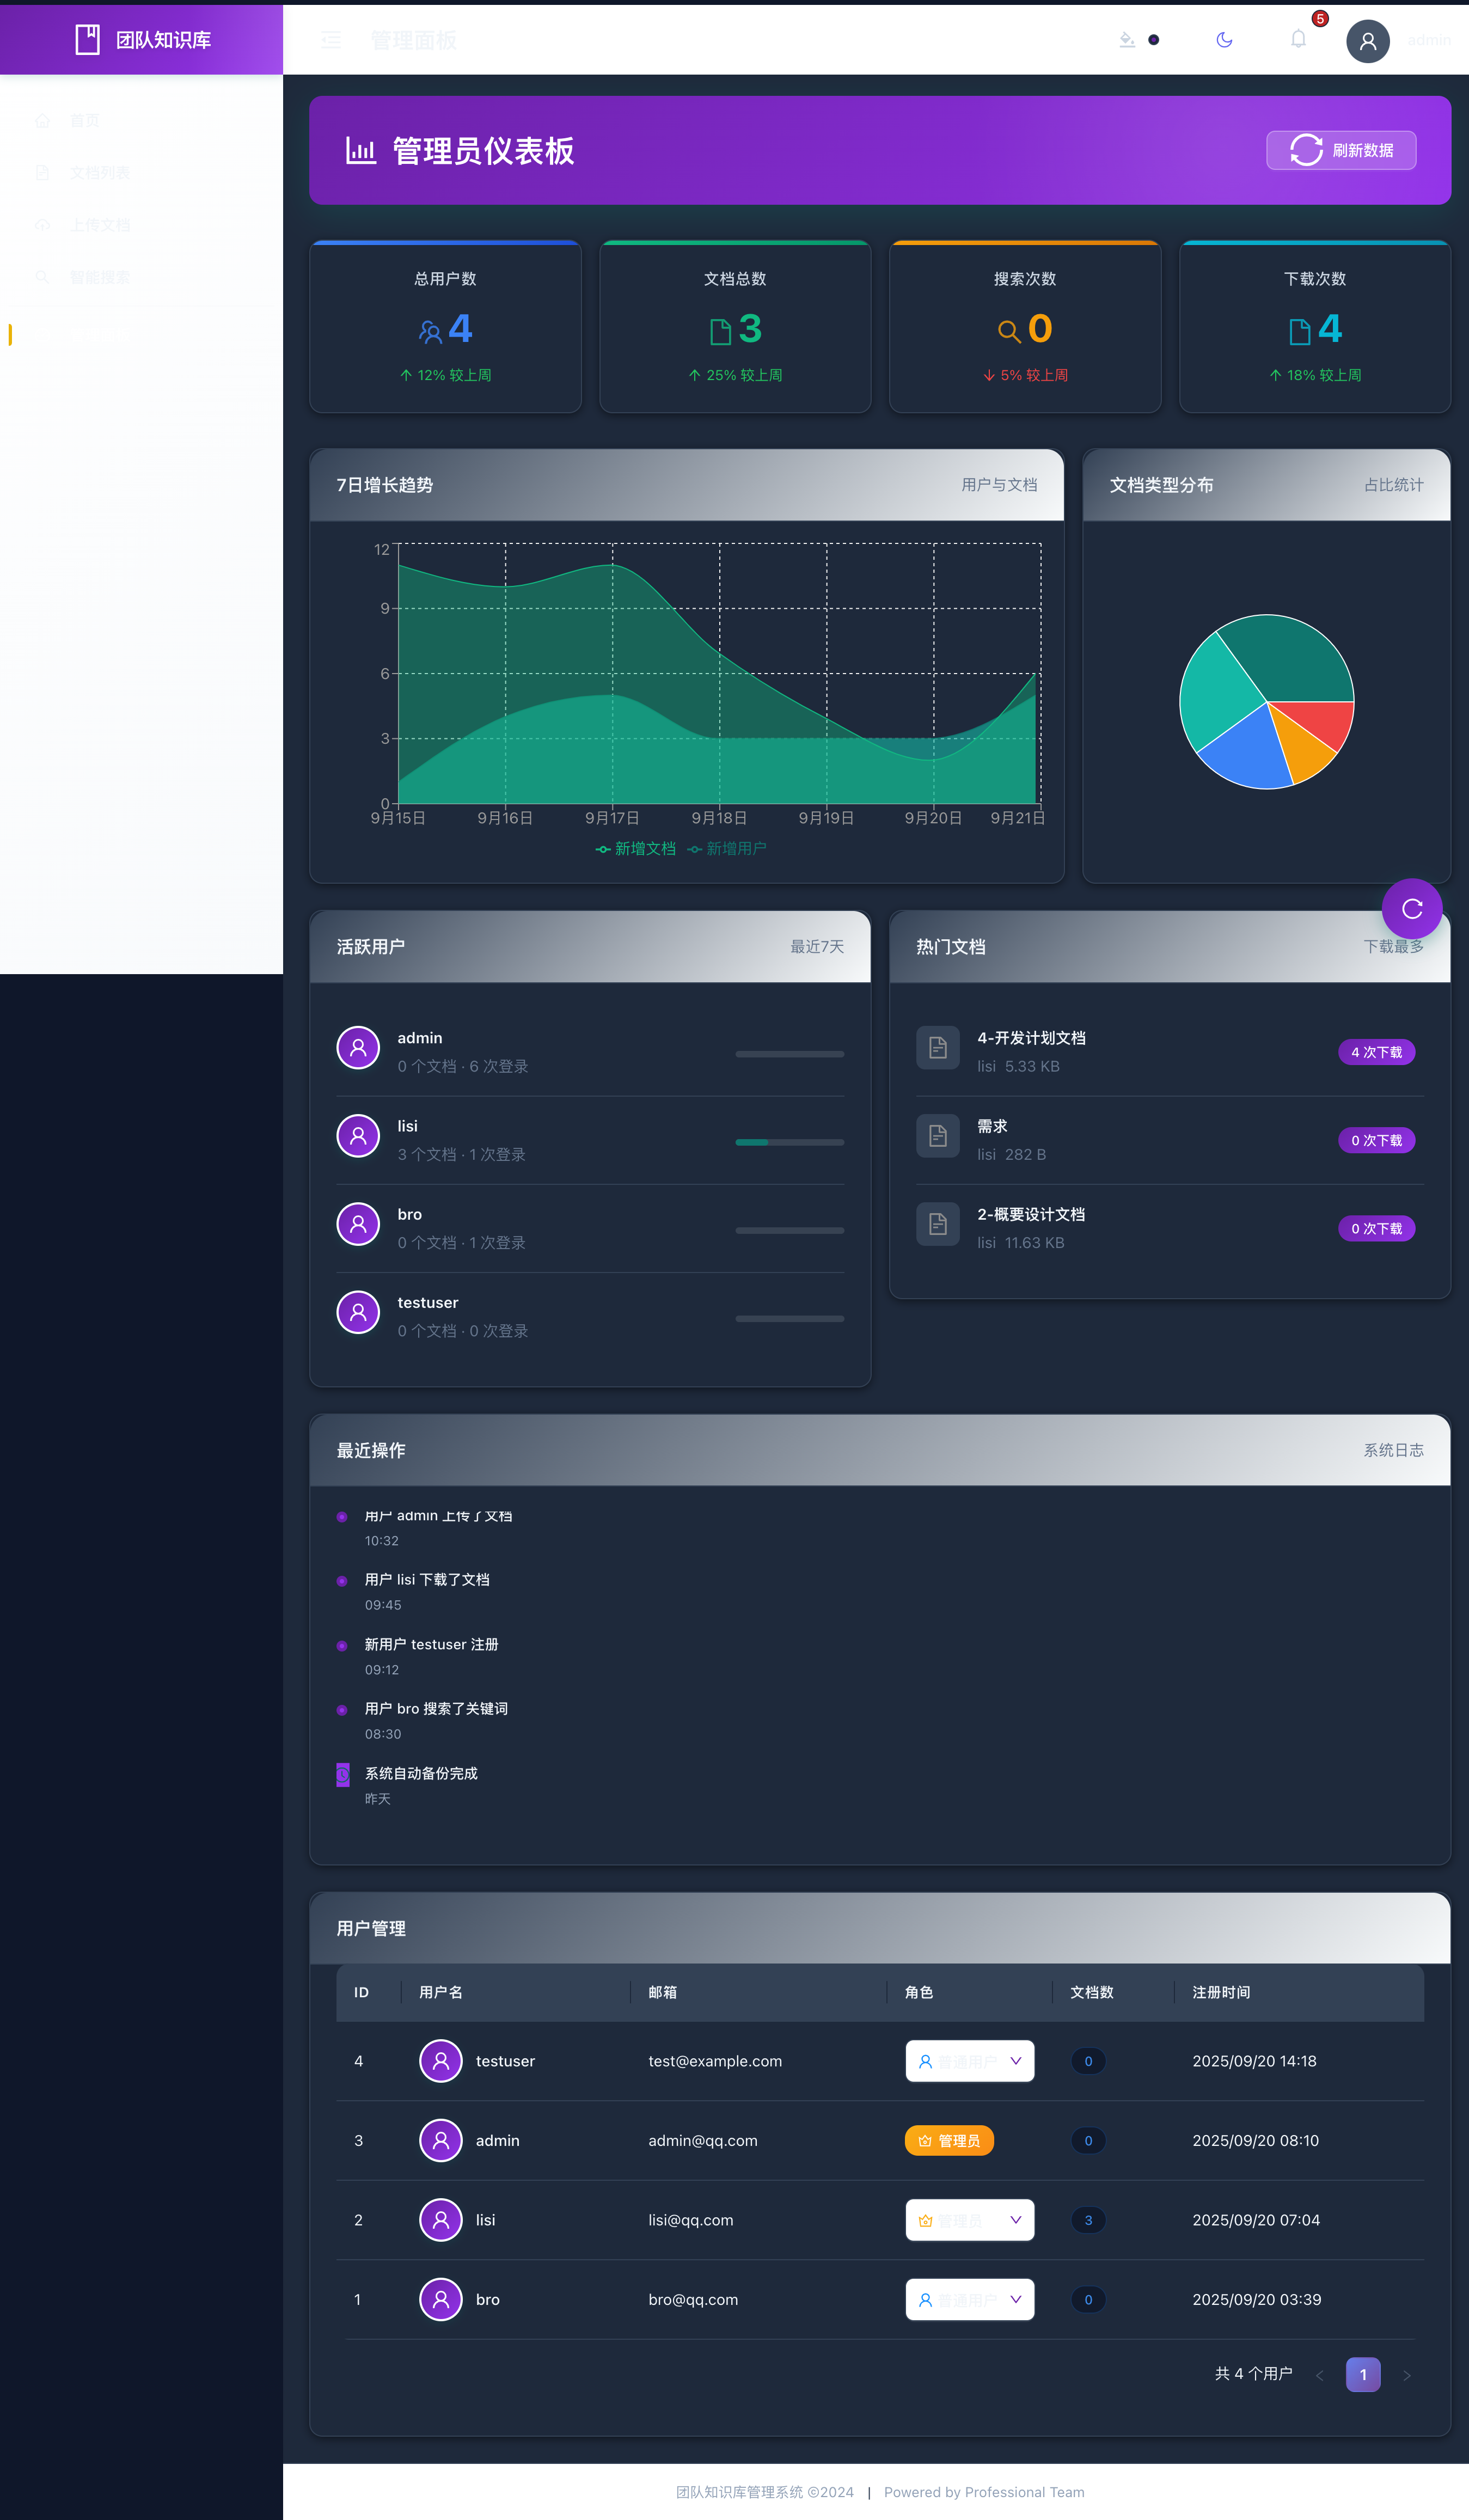 团队知识库
管理面板
5
admin
首页
文档列表
上传文档
智能搜索
管理员仪表板
刷新数据
总用户数
4
12% 较上周
文档总数
3
25% 较上周
搜索次数
0
5% 较上周
下载次数
4
18% 较上周
7日增长趋势
用户与文档
12
9
6
3
0
9月15日
9月16日
9月17日
9月18日
9月19日
9月20日
9月21日
新增文档
新增用户
文档类型分布
占比统计
活跃用户
最近7天
admin
0 个文档 · 6 次登录
lisi
3 个文档 · 1 次登录
bro
0 个文档 · 1 次登录
testuser
0 个文档 · 0 次登录
热门文档
下载最多
4-开发计划文档
lisi 5.33 KB
4 次下载
需求
lisi 282 B
0 次下载
2-概要设计文档
lisi 11.63 KB
0 次下载
最近操作
系统日志
用户 admin 上传了文档
10:32
用户 lisi 下载了文档
09:45
新用户 testuser 注册
09:12
用户 bro 搜索了关键词
08:30
系统自动备份完成
昨天
用户管理
ID 用户名 邮箱 角色 文档数 注册时间
4 testuser test@example.com 普通用户 0 2025/09/20 14:18
3 admin admin@qq.com 管理员 0 2025/09/20 08:10
2 lisi lisi@qq.com 管理员 3 2025/09/20 07:04
1 bro bro@qq.com 普通用户 0 2025/09/20 03:39
共 4 个用户
1
团队知识库管理系统 ©2024 | Powered by Professional Team